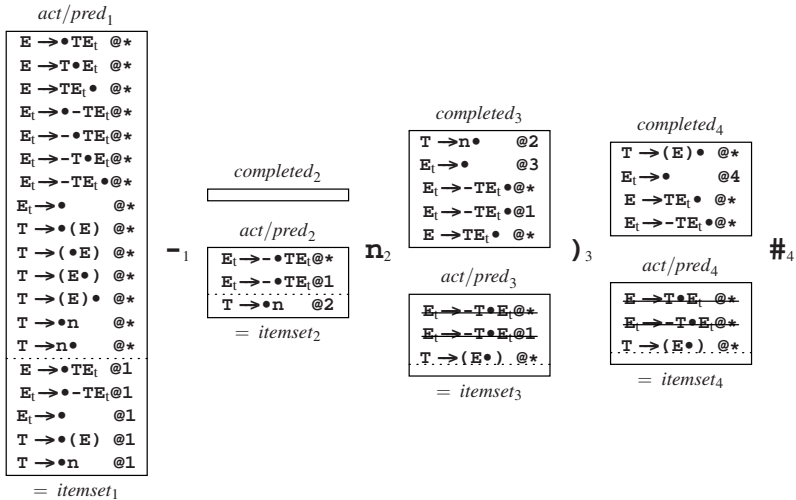 act/pred₁
E →•TEₜ @*
E →T•Eₜ @*
E →TEₜ• @*
Eₜ→•-TEₜ@*
Eₜ→-•TEₜ@*
Eₜ→-T•Eₜ@*
Eₜ→-TEₜ•@*
Eₜ→• @*
T →•(E) @*
T →(•E) @*
T →(E•) @*
T →(E)• @*
T →•n @*
T →n• @*
E →•TEₜ @1
Eₜ→•-TEₜ@1
Eₜ→• @1
T →•(E) @1
T →•n @1
= itemset₁
-₁
completed₂
act/pred₂
Eₜ→-•TEₜ@*
Eₜ→-•TEₜ@1
T →•n @2
= itemset₂
n₂
completed₃
T →n• @2
Eₜ→• @3
Eₜ→-TEₜ•@*
Eₜ→-TEₜ•@1
E →TEₜ• @*
act/pred₃
Eₜ→-T•Eₜ@*
Eₜ→-T•Eₜ@1
T →(E•) @*
= itemset₃
)₃
completed₄
T →(E)• @*
Eₜ→• @4
E →TEₜ• @*
Eₜ→-TEₜ•@*
act/pred₄
E →T•Eₜ @*
Eₜ→-T•Eₜ@*
T →(E•) @*
= itemset₄
#₄